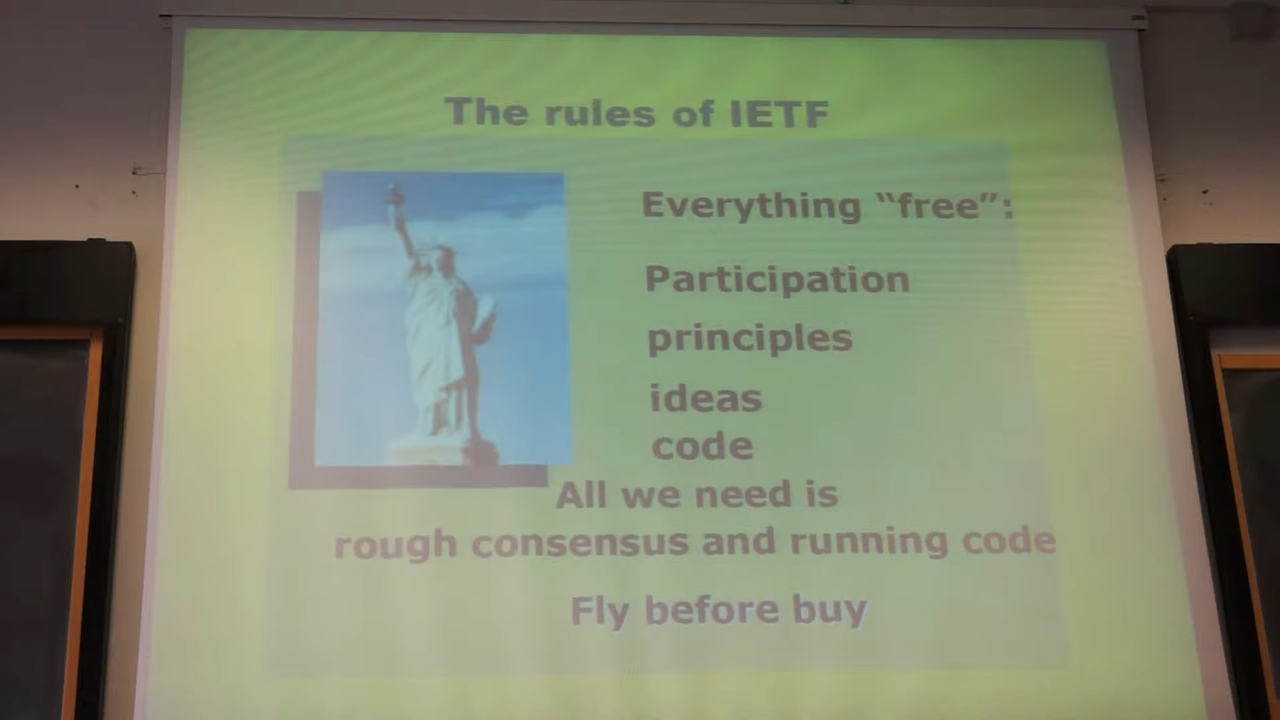 The rules of IETF
Everything “free”:
Participation
principles
ideas
code
All we need is
rough consensus and running code
Fly before buy